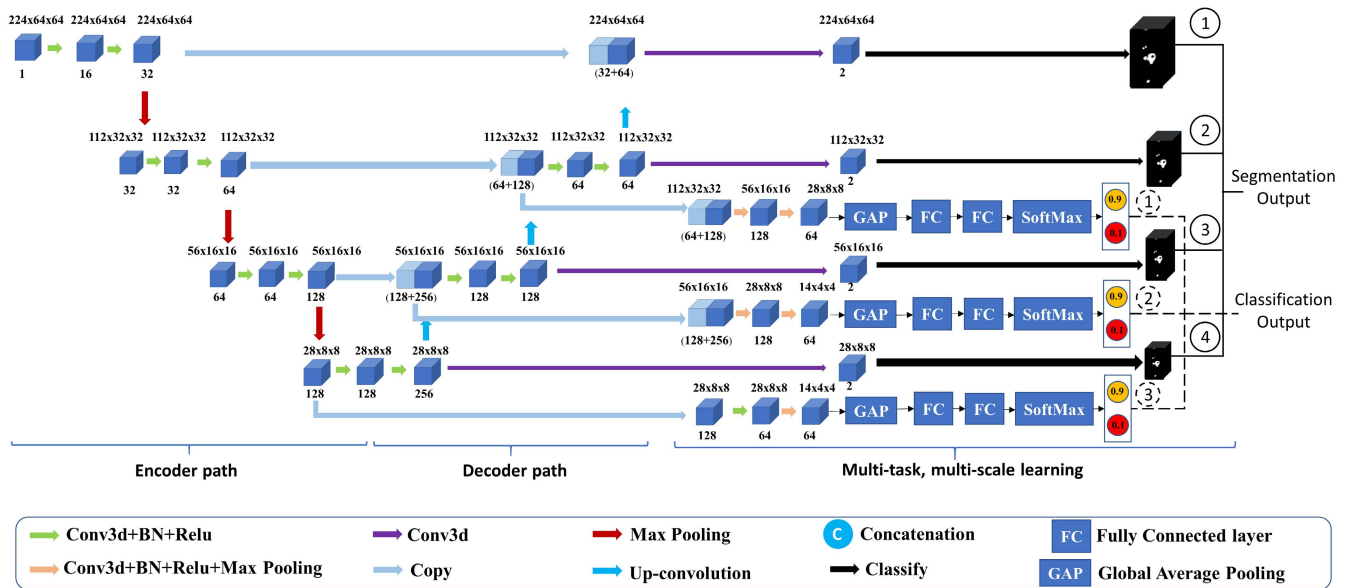 224x64x64 224x64x64 224x64x64 224x64x64 224x64x64 1
1 16 32 (32+64) 2
112x32x32 112x32x32 112x32x32 112x32x32 112x32x32 112x32x32 112x32x32 2
32 32 64 (64+128) 64 64 2
Segmentation
Output
112x32x32 56x16x16 28x8x8 GAP FC FC SoftMax 0.9 1
(64+128) 128 64 0.1
56x16x16 56x16x16 56x16x16 56x16x16 56x16x16 56x16x16 56x16x16 3
64 64 128 (128+256) 128 128 2
56x16x16 28x8x8 14x4x4 GAP FC FC SoftMax 0.9 2
(128+256) 128 64 0.1
Classification
Output
28x8x8 28x8x8 28x8x8 28x8x8 4
128 128 256 2
28x8x8 28x8x8 14x4x4 GAP FC FC SoftMax 0.9 3
128 64 64 0.1
Encoder path Decoder path Multi-task, multi-scale learning
Conv3d+BN+Relu Conv3d Max Pooling C Concatenation FC Fully Connected layer
Conv3d+BN+Relu+Max Pooling Copy Up-convolution Classify GAP Global Average Pooling